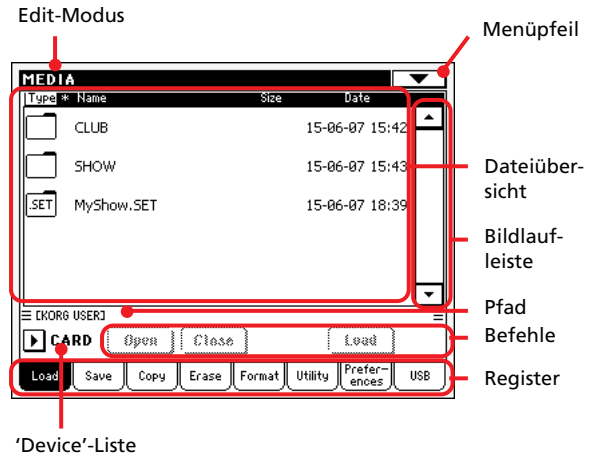 Edit-Modus
Menüpfeil
MEDIA
Type * Name Size Date
CLUB 15-06-07 15:42
SHOW 15-06-07 15:43
.SET MyShow.SET 15-06-07 18:39
Dateiüber-
sicht
Bildlauf-
leiste
[KORG USER]
Pfad
CARD Open Close Load
Befehle
Load Save Copy Erase Format Utility Prefer-
ences USB
Register
'Device'-Liste